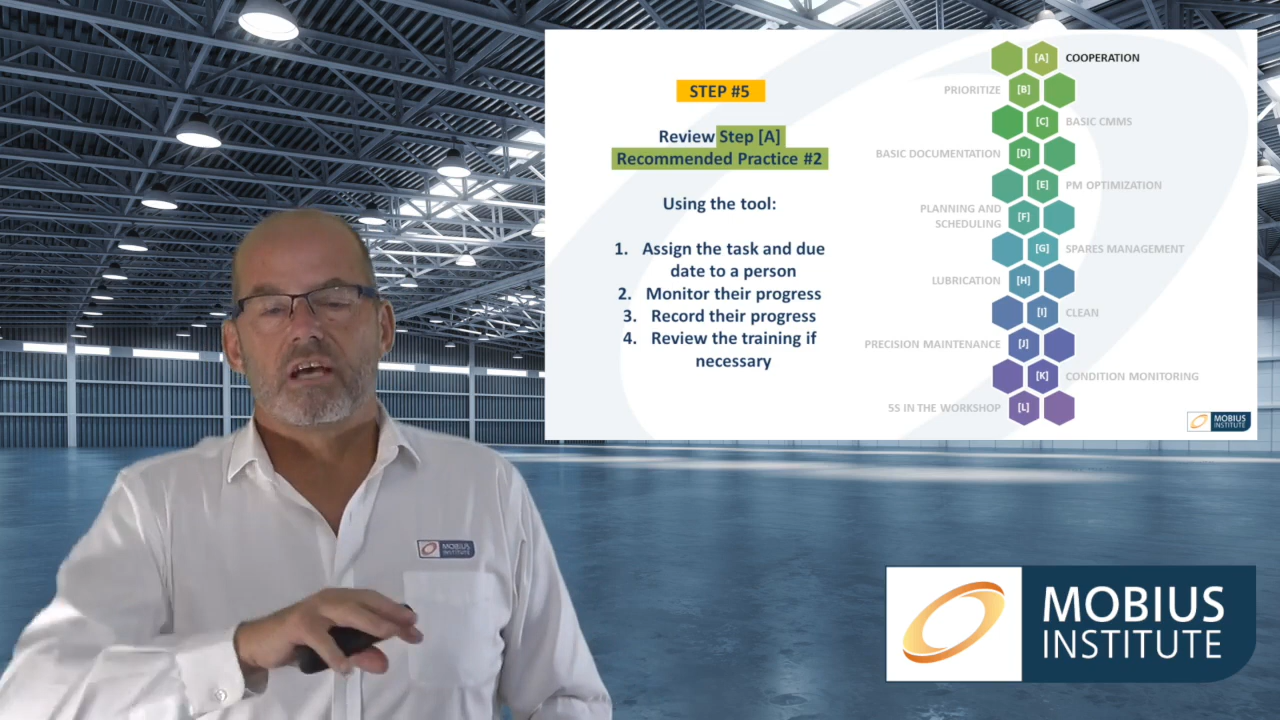 STEP #5
Review Step [A]
Recommended Practice #2
Using the tool:
1. Assign the task and due
date to a person
2. Monitor their progress
3. Record their progress
4. Review the training if
necessary
[A] COOPERATION
PRIORITIZE [B]
[C] BASIC CMMS
BASIC DOCUMENTATION [D]
[E] PM OPTIMIZATION
PLANNING AND
SCHEDULING [F]
[G] SPARES MANAGEMENT
LUBRICATION [H]
[I] CLEAN
PRECISION MAINTENANCE [J]
[K] CONDITION MONITORING
5S IN THE WORKSHOP [L]
MOBIUS
INSTITUTE
MOBIUS
INSTITUTE
MOBIUS
INSTITUTE